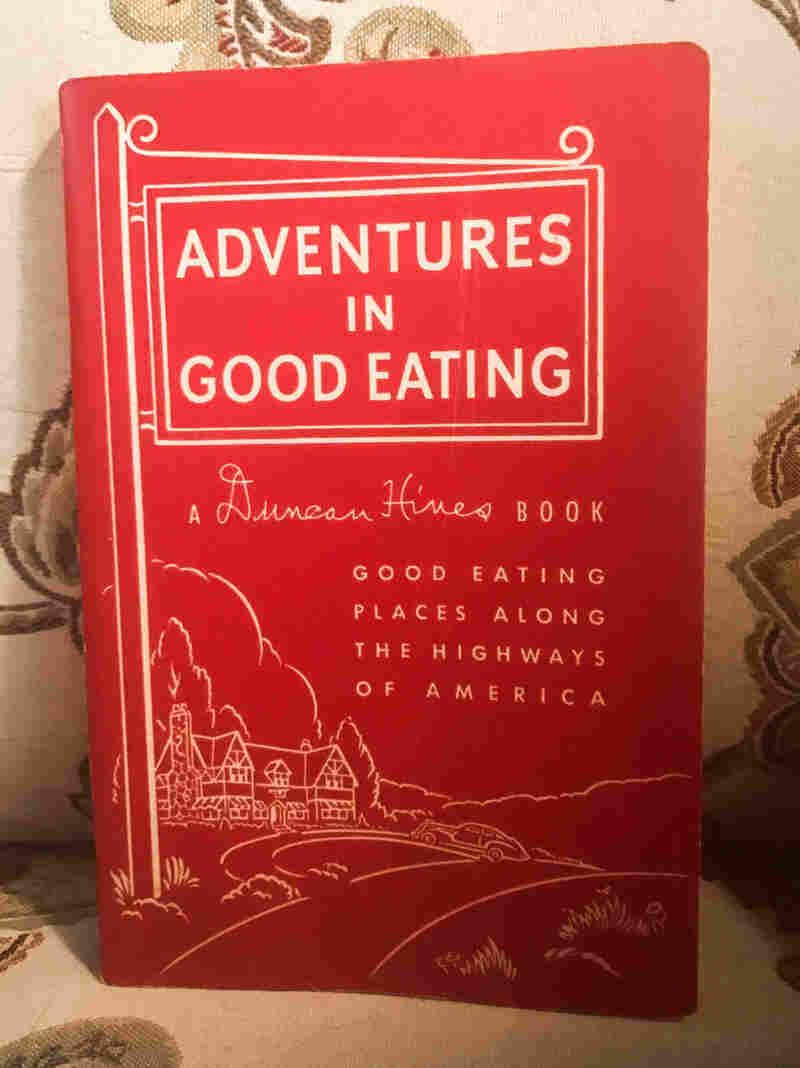 ADVENTURES
IN
GOOD EATING
A Duncan Hines BOOK
GOOD EATING
PLACES ALONG
THE HIGHWAYS
OF AMERICA